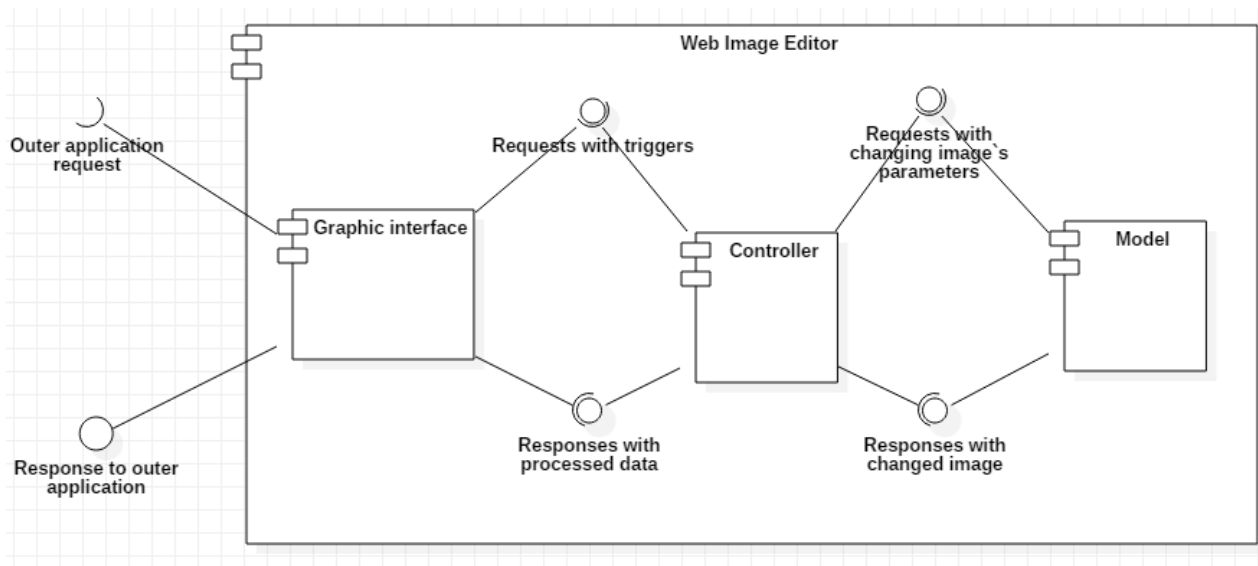 Web Image Editor
Outer application
request
Requests with triggers
Requests with
changing image`s
parameters
Graphic interface
Controller
Model
Response to outer
application
Responses with
processed data
Responses with
changed image